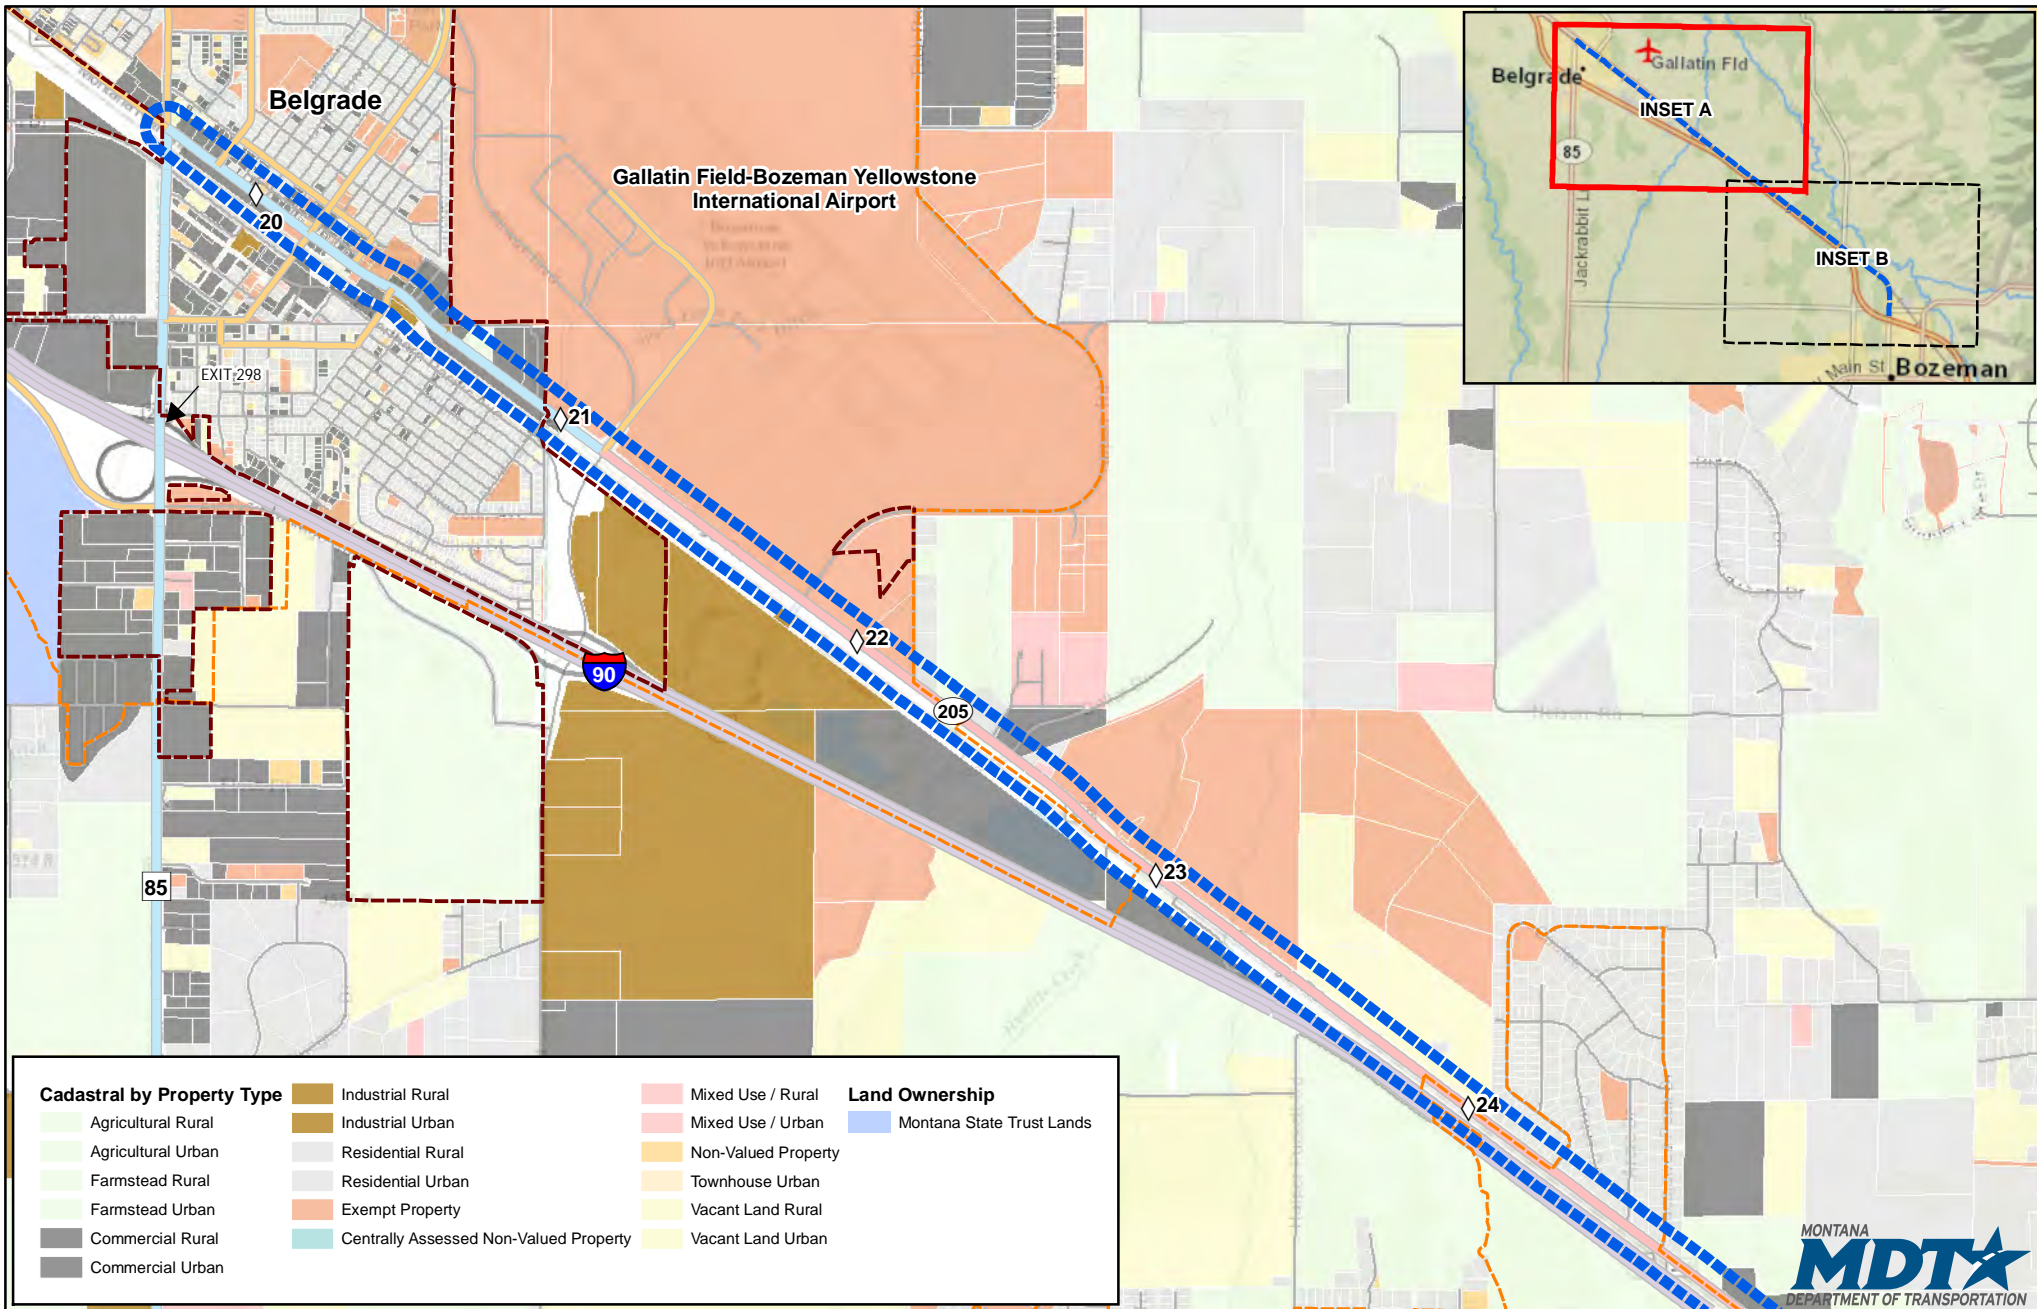 Belgrade
Gallatin Field-Bozeman Yellowstone
International Airport
20
21
22
23
24
EXIT 298
90
205
85
Nelson Rd
Belgrade
Gallatin Fld
INSET A
85
Jackrabbit L
INSET B
Main St
Bozeman
Cadastral by Property Type
Agricultural Rural
Agricultural Urban
Farmstead Rural
Farmstead Urban
Commercial Rural
Commercial Urban
Industrial Rural
Industrial Urban
Residential Rural
Residential Urban
Exempt Property
Centrally Assessed Non-Valued Property
Mixed Use / Rural
Mixed Use / Urban
Non-Valued Property
Townhouse Urban
Vacant Land Rural
Vacant Land Urban
Land Ownership
Montana State Trust Lands
MONTANA
MDT
DEPARTMENT OF TRANSPORTATION